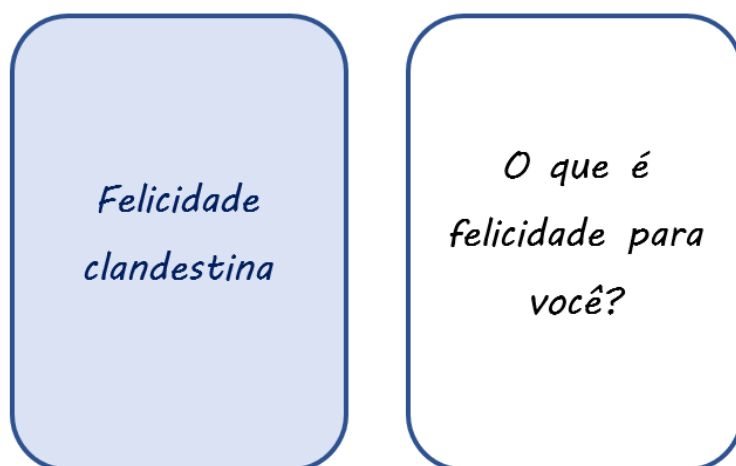 Felicidade
clandestina
O que é
felicidade para
você?